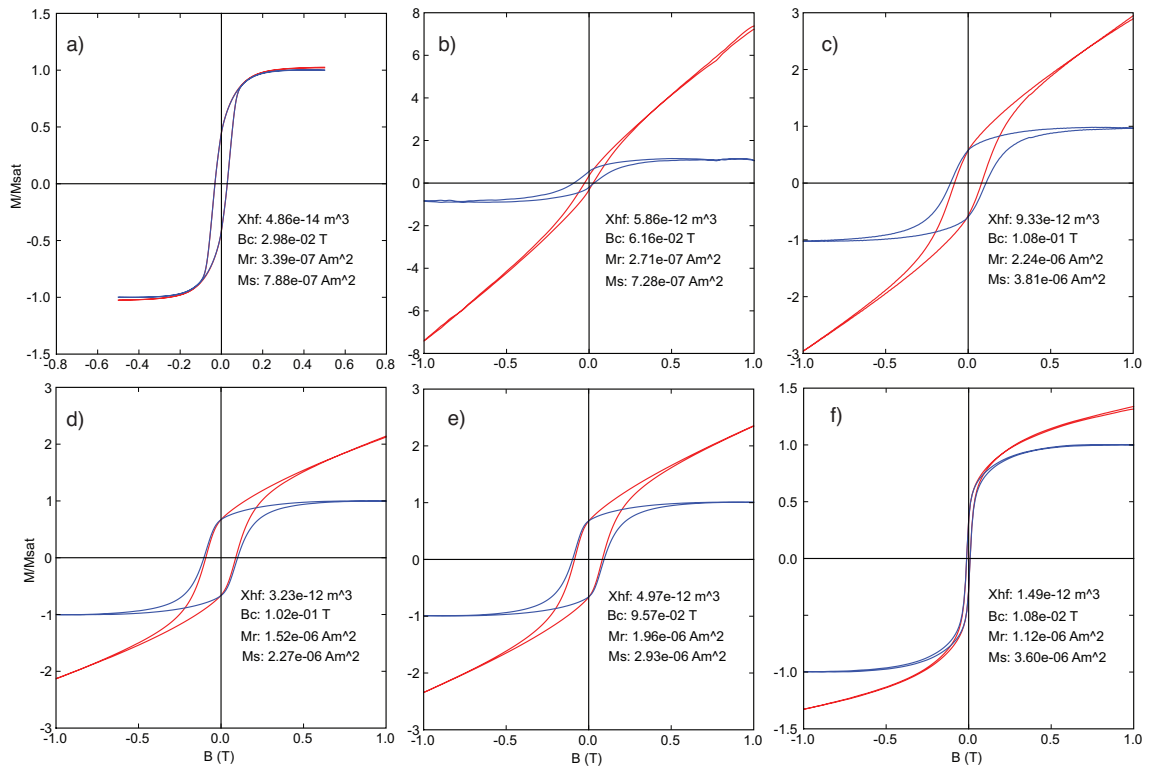 a)
1.5
1.0
0.5
0.0
-0.5
-1.0
-1.5
M/Msat
Xhf: 4.86e-14 m^3
Bc: 2.98e-02 T
Mr: 3.39e-07 Am^2
Ms: 7.88e-07 Am^2
-0.8
-0.6
-0.4
-0.2
0.0
0.2
0.4
0.6
0.8
b)
8
6
4
2
0
-2
-4
-6
-8
Xhf: 5.86e-12 m^3
Bc: 6.16e-02 T
Mr: 2.71e-07 Am^2
Ms: 7.28e-07 Am^2
-1.0
-0.5
0.0
0.5
1.0
c)
3
2
1
0
-1
-2
-3
Xhf: 9.33e-12 m^3
Bc: 1.08e-01 T
Mr: 2.24e-06 Am^2
Ms: 3.81e-06 Am^2
-1.0
-0.5
0.0
0.5
1.0
d)
3
2
1
0
-1
-2
-3
M/Msat
Xhf: 3.23e-12 m^3
Bc: 1.02e-01 T
Mr: 1.52e-06 Am^2
Ms: 2.27e-06 Am^2
-1.0
-0.5
0.0
0.5
1.0
B (T)
e)
3
2
1
0
-1
-2
-3
Xhf: 4.97e-12 m^3
Bc: 9.57e-02 T
Mr: 1.96e-06 Am^2
Ms: 2.93e-06 Am^2
-1.0
-0.5
0.0
0.5
1.0
B (T)
f)
1.5
1.0
0.5
0.0
-0.5
-1.0
-1.5
Xhf: 1.49e-12 m^3
Bc: 1.08e-02 T
Mr: 1.12e-06 Am^2
Ms: 3.60e-06 Am^2
-1.0
-0.5
0.0
0.5
1.0
B (T)